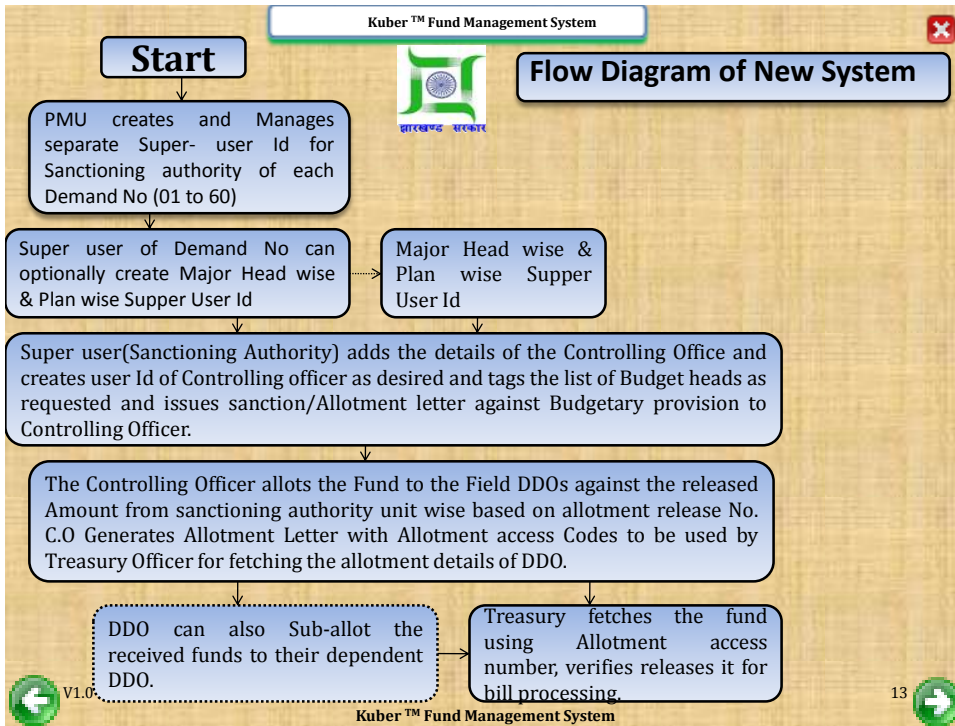 Kuber ™ Fund Management System
Start
झारखण्ड सरकार
Flow Diagram of New System
PMU creates and Manages
separate Super- user Id for
Sanctioning authority of each
Demand No (01 to 60)
Super user of Demand No can
optionally create Major Head wise
& Plan wise Supper User Id
Major Head wise &
Plan wise Supper
User Id
Super user(Sanctioning Authority) adds the details of the Controlling Office and
creates user Id of Controlling officer as desired and tags the list of Budget heads as
requested and issues sanction/Allotment letter against Budgetary provision to
Controlling Officer.
The Controlling Officer allots the Fund to the Field DDOs against the released
Amount from sanctioning authority unit wise based on allotment release No.
C.O Generates Allotment Letter with Allotment access Codes to be used by
Treasury Officer for fetching the allotment details of DDO.
DDO can also Sub-allot the
received funds to their dependent
DDO.
Treasury fetches the fund
using Allotment access
number, verifies releases it for
bill processing.
V1.0
13
Kuber ™ Fund Management System